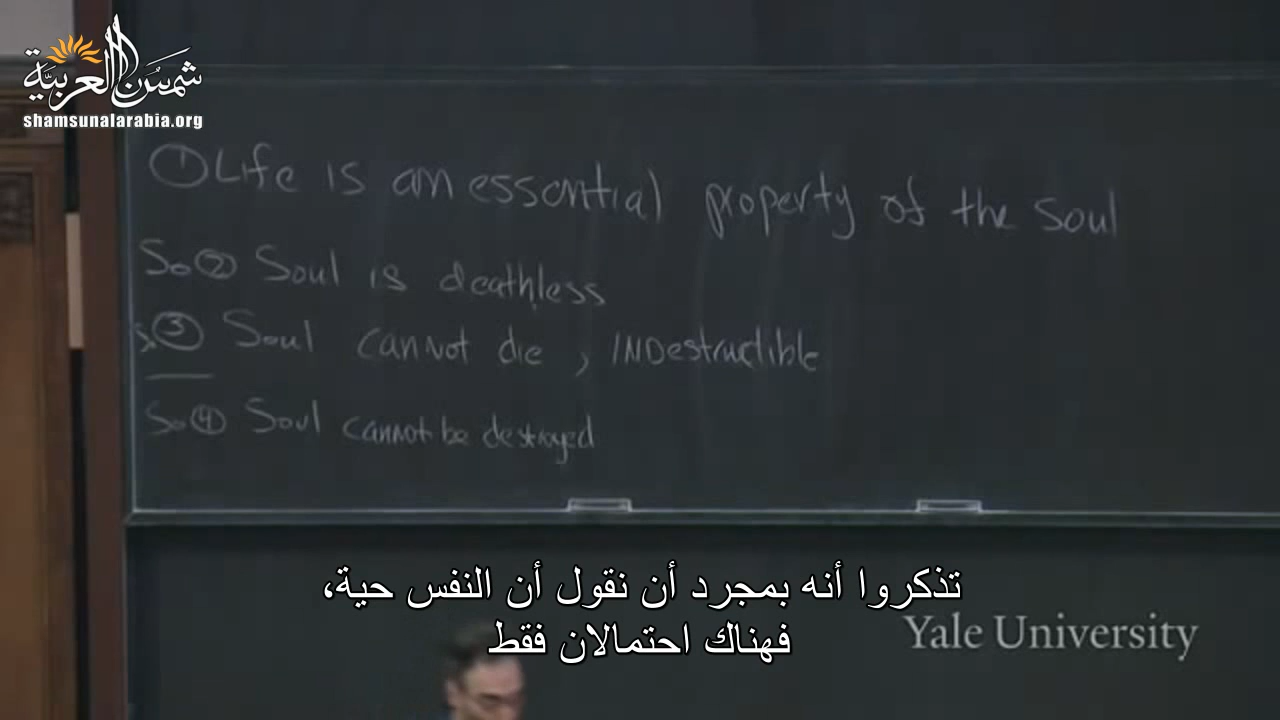 شمس العربية
shamsunalarabia.org
① Life is an essential property of the Soul
So ② Soul is deathless
So ③ Soul cannot die, INDestructible
So ④ Soul cannot be destroyed
تذكروا أنه بمجرد أن نقول أن النفس حية،
فهناك احتمالان فقط
Yale University